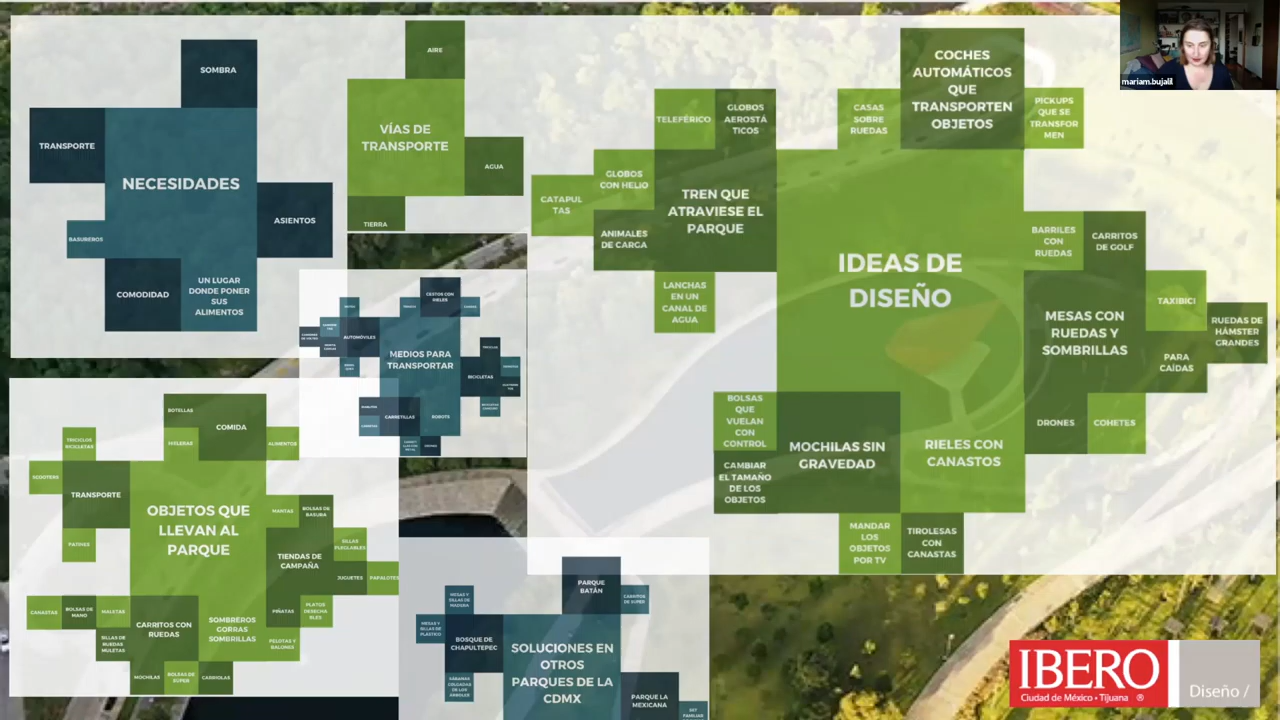 SOMBRA
TRANSPORTE
NECESIDADES
ASIENTOS
BASUREROS
COMODIDAD
UN LUGAR
DONDE PONER
SUS
ALIMENTOS
AIRE
VÍAS DE
TRANSPORTE
AGUA
TIERRA
CESTOS CON
RIELES
AUTOMÓVILES
MEDIOS PARA
TRANSPORTAR
BICICLETAS
CARRETILLAS
ROBOTS
BOTELLAS
COMIDA
HIELERAS
ALIMENTOS
TRICICLOS
BICICLETAS
SCOOTERS
TRANSPORTE
PATINES
OBJETOS QUE
LLEVAN AL
PARQUE
MANTAS
BOLSAS DE
BASURA
SILLAS
PLEGLABLES
TIENDAS DE
CAMPAÑA
JUGUETES
PAPALOTES
PIÑATAS
PLATOS
DESECHA
BLES
CANASTAS
BOLSAS DE
MANO
MALETAS
SILLAS DE
RUEDAS
MULETAS
CARRITOS CON
RUEDAS
SOMBREROS
GORRAS
SOMBRILLAS
PELOTAS Y
BALONES
MOCHILAS
BOLSAS DE
SUPER
CARRIOLAS
PARQUE
BATÁN
CARRITOS
DE SUPER
MESAS Y
SILLAS DE
MADERA
MESAS Y
SILLAS DE
PLASTICO
BOSQUE DE
CHAPULTEPEC
SÁBANAS
COLGADAS
DE LOS
ÁRBOLES
SOLUCIONES EN
OTROS
PARQUES DE LA
CDMX
PARQUE LA
MEXICANA
FAMILIAR
COCHES
AUTOMÁTICOS
QUE
TRANSPORTEN
OBJETOS
CASAS
SOBRE
RUEDAS
PICKUPS
QUE SE
TRANSFOR
MEN
TELEFÉRICO
GLOBOS
AEROSTÁ
TICOS
GLOBOS
CON HELIO
CATAPUL
TAS
ANIMALES
DE CARGA
TREN QUE
ATRAVIESE EL
PARQUE
LANCHAS
EN UN
CANAL DE
AGUA
IDEAS DE
DISEÑO
BARRILES
CON
RUEDAS
CARRITOS
DE GOLF
MESAS CON
RUEDAS Y
SOMBRILLAS
TAXIBICI
RUEDAS DE
HÁMSTER
GRANDES
PARA
CAÍDAS
DRONES
COHETES
BOLSAS
QUE
VUELAN
CON
CONTROL
CAMBIAR
EL TAMAÑO
DE LOS
OBJETOS
MOCHILAS SIN
GRAVEDAD
RIELES CON
CANASTOS
MANDAR
LOS
OBJETOS
POR TV
TIROLESAS
CON
CANASTAS
mariam.bujalil
IBERO
Ciudad de México • Tijuana ®
Diseño /